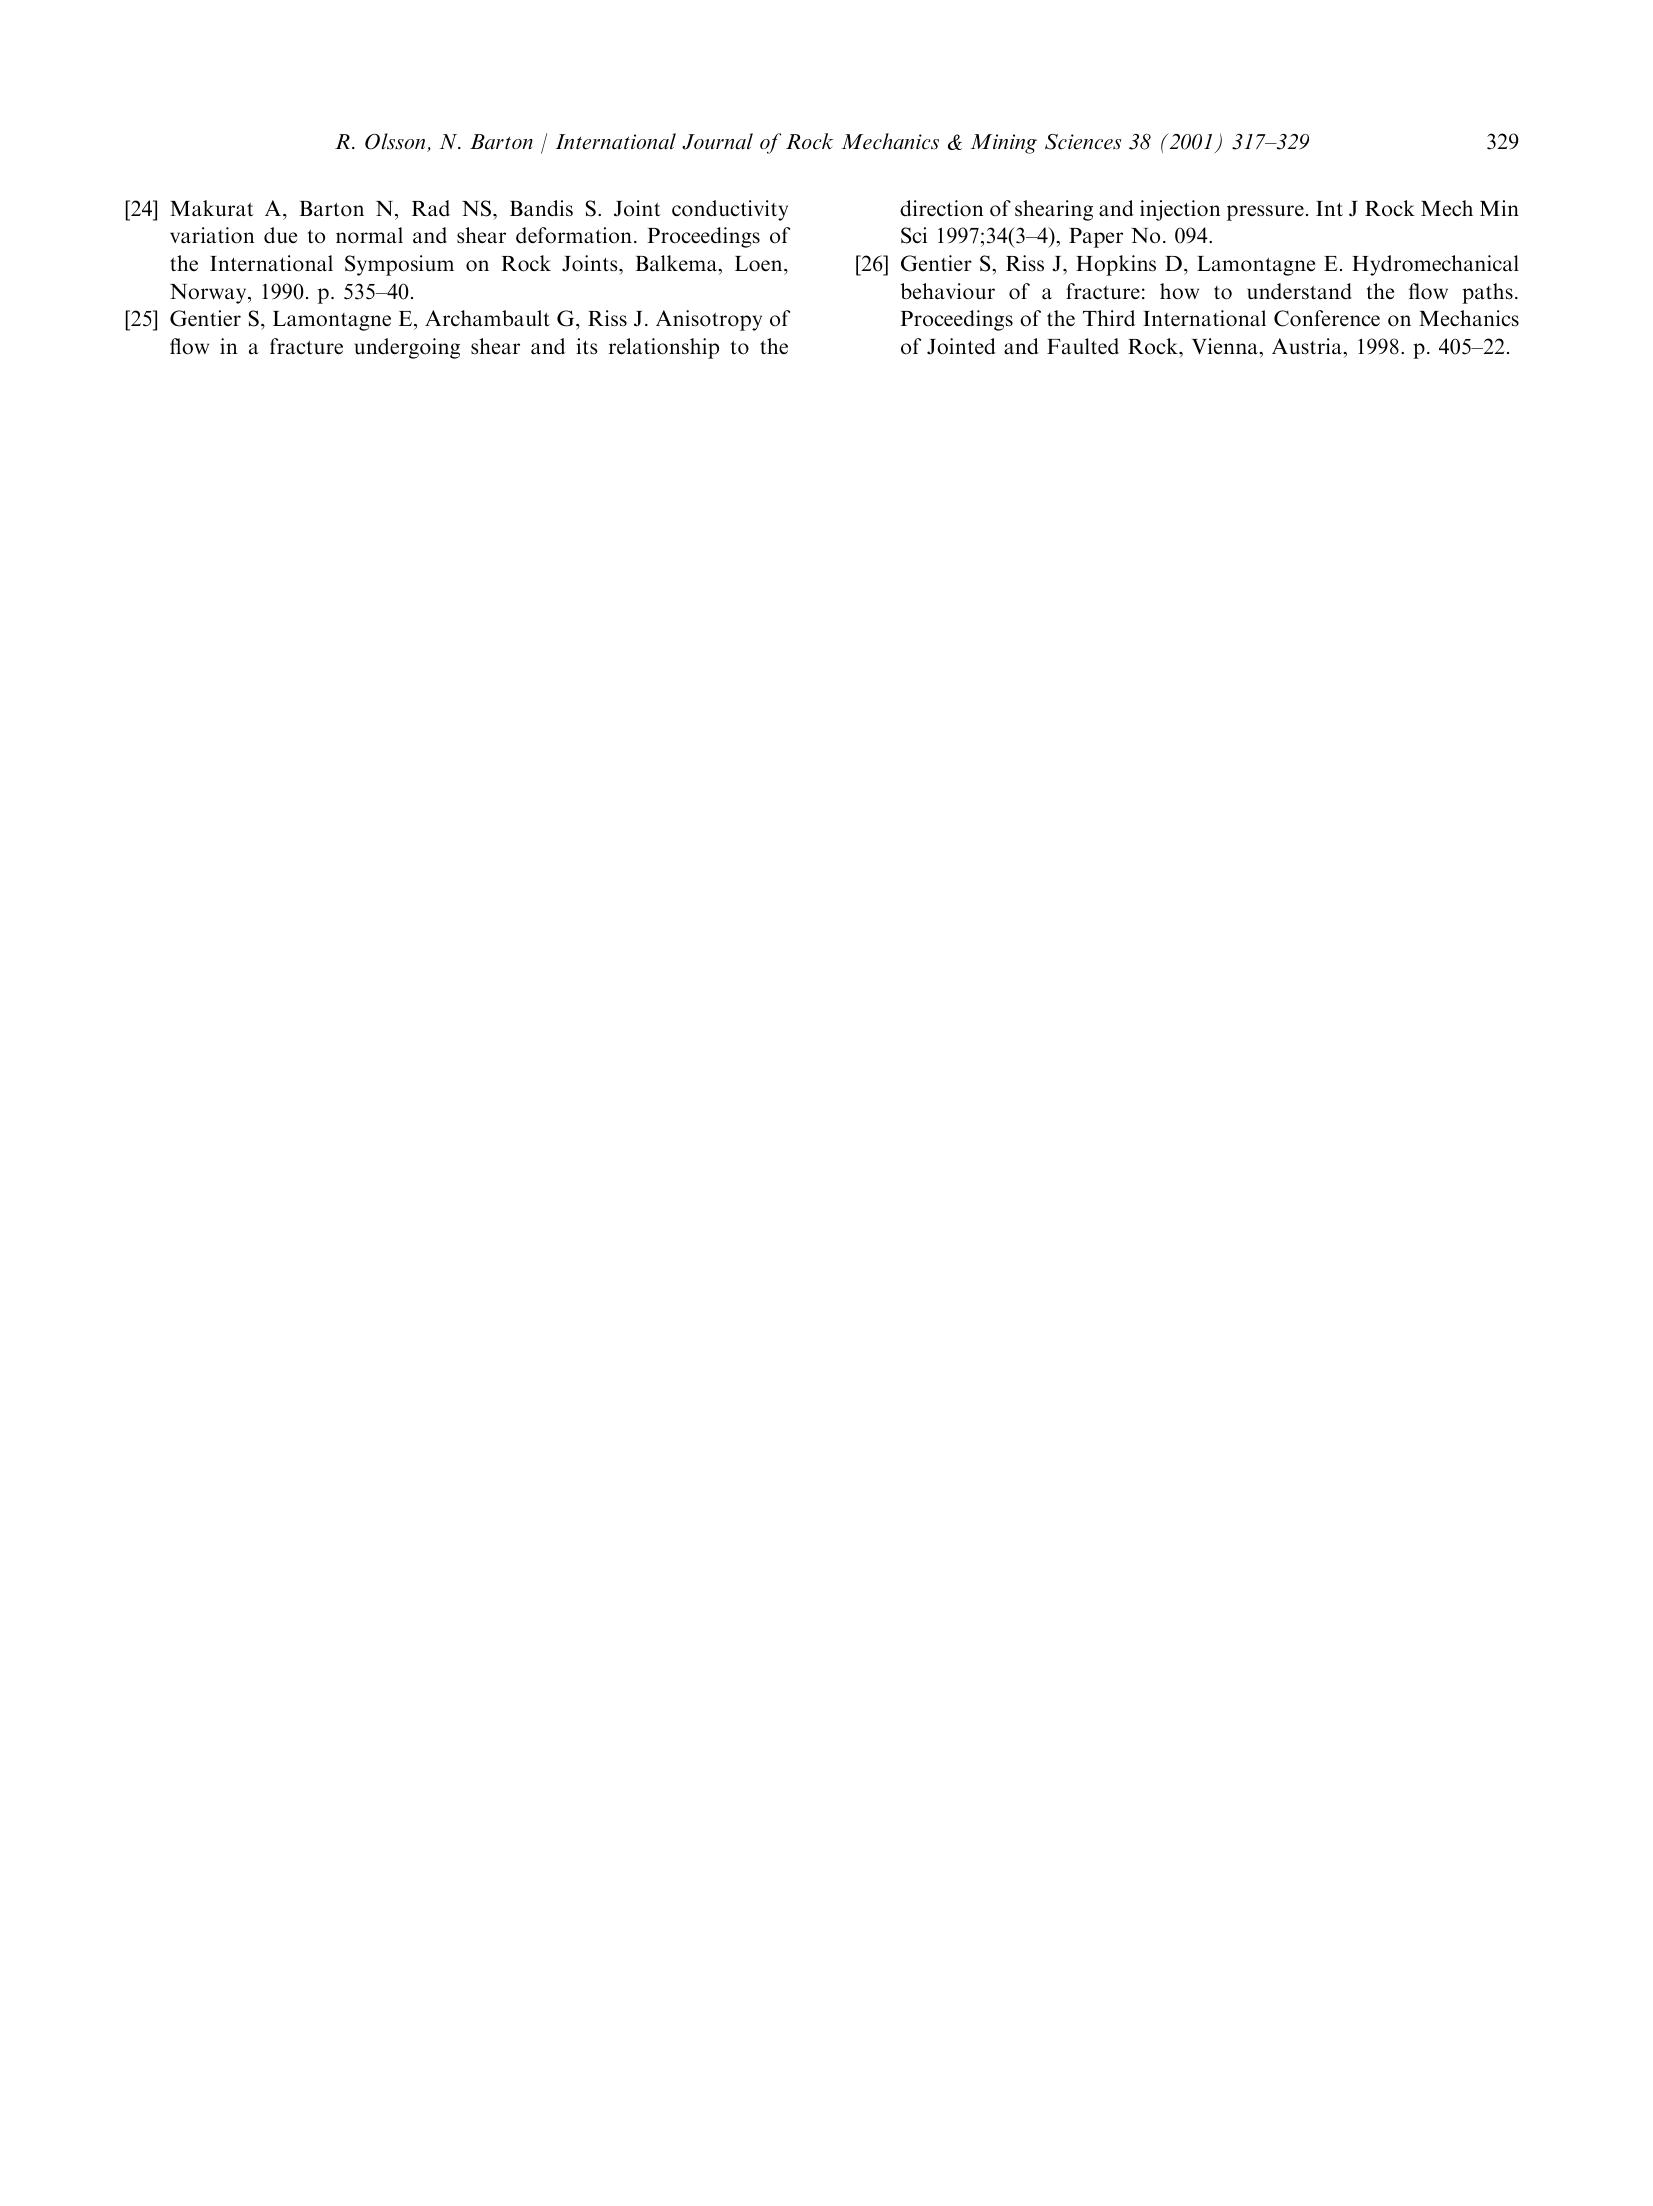 R. Olsson, N. Barton / International Journal of Rock Mechanics & Mining Sciences 38 (2001) 317–329 329
[24] Makurat A, Barton N, Rad NS, Bandis S. Joint conductivity
variation due to normal and shear deformation. Proceedings of
the International Symposium on Rock Joints, Balkema, Loen,
Norway, 1990. p. 535–40.
[25] Gentier S, Lamontagne E, Archambault G, Riss J. Anisotropy of
flow in a fracture undergoing shear and its relationship to the
direction of shearing and injection pressure. Int J Rock Mech Min
Sci 1997;34(3–4), Paper No. 094.
[26] Gentier S, Riss J, Hopkins D, Lamontagne E. Hydromechanical
behaviour of a fracture: how to understand the flow paths.
Proceedings of the Third International Conference on Mechanics
of Jointed and Faulted Rock, Vienna, Austria, 1998. p. 405–22.